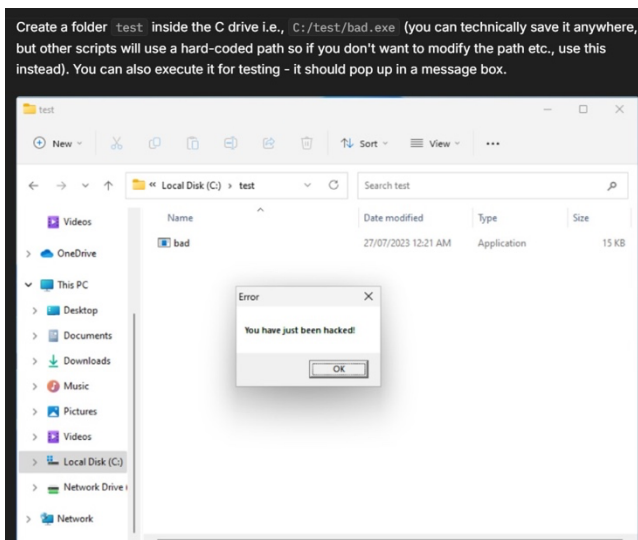 Create a folder test inside the C drive i.e., C:/test/bad.exe (you can technically save it anywhere,
but other scripts will use a hard-coded path so if you don't want to modify the path etc., use this
instead). You can also execute it for testing - it should pop up in a message box.
test
New
Sort
View
Local Disk (C:) > test
Search test
Name Date modified Type Size
Videos
bad 27/07/2023 12:21 AM Application 15 KB
OneDrive
This PC
Desktop
Documents
Downloads
Music
Pictures
Videos
Local Disk (C:)
Network Drive
Network
Error
You have just been hacked!
OK